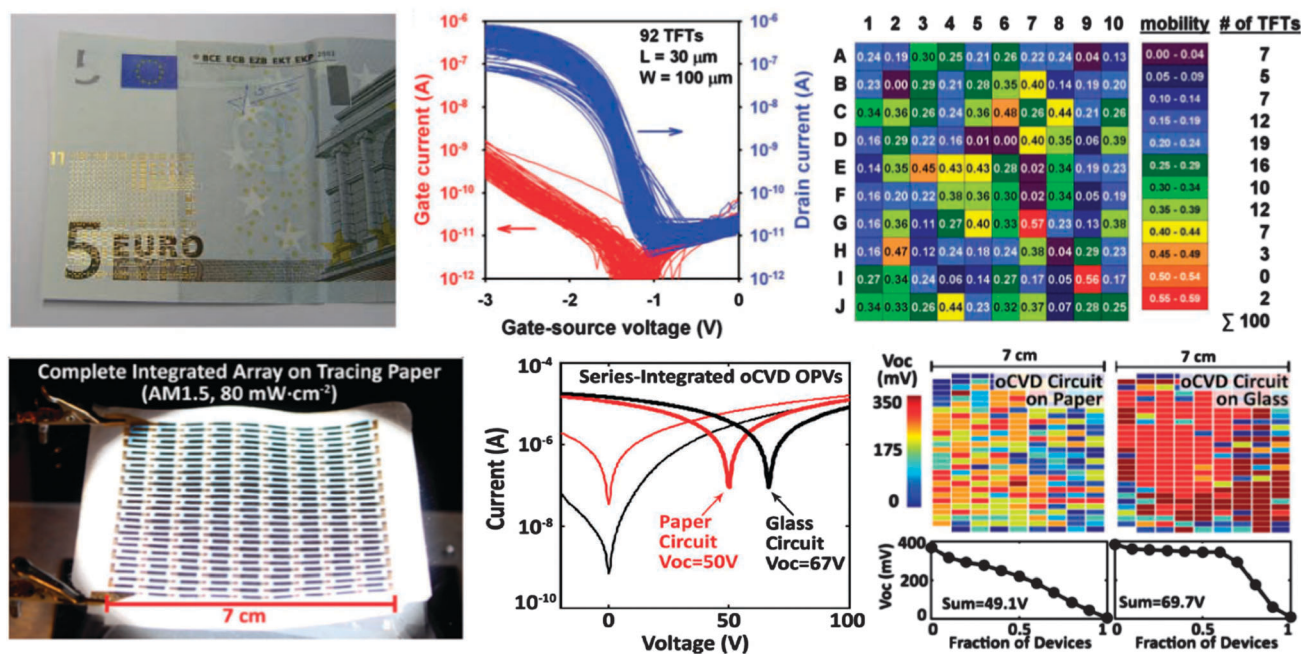 BCE ECB EZB EKT EKP 2002
5 EURO
ΕΥΡΩ
10⁻⁶
10⁻⁷
10⁻⁸
10⁻⁹
10⁻¹⁰
10⁻¹¹
10⁻¹²
Gate current (A)
92 TFTs
L = 30 μm
W = 100 μm
10⁻⁶
10⁻⁷
10⁻⁸
10⁻⁹
10⁻¹⁰
10⁻¹¹
10⁻¹²
Drain current (A)
-3 -2 -1 0
Gate-source voltage (V)
1 2 3 4 5 6 7 8 9 10
A 0.24 0.19 0.30 0.25 0.21 0.26 0.22 0.24 0.04 0.13
B 0.23 0.00 0.29 0.21 0.28 0.35 0.40 0.14 0.19 0.20
C 0.34 0.36 0.26 0.25 0.36 0.48 0.26 0.44 0.21 0.26
D 0.16 0.29 0.22 0.16 0.01 0.00 0.40 0.35 0.06 0.39
E 0.14 0.35 0.45 0.43 0.43 0.28 0.02 0.34 0.19 0.23
F 0.16 0.20 0.22 0.38 0.36 0.30 0.02 0.34 0.05 0.19
G 0.16 0.36 0.11 0.27 0.40 0.33 0.57 0.23 0.13 0.38
H 0.16 0.47 0.12 0.24 0.18 0.24 0.38 0.04 0.29 0.23
I 0.27 0.34 0.24 0.06 0.14 0.27 0.17 0.05 0.56 0.17
J 0.34 0.33 0.26 0.44 0.23 0.32 0.37 0.07 0.28 0.25
mobility # of TFTs
0.00 - 0.04 7
0.05 - 0.09 5
0.10 - 0.14 7
0.15 - 0.19 12
0.20 - 0.24 19
0.25 - 0.29 16
0.30 - 0.34 10
0.35 - 0.39 12
0.40 - 0.44 7
0.45 - 0.49 3
0.50 - 0.54 0
0.55 - 0.59 2
∑ 100
Complete Integrated Array on Tracing Paper
(AM1.5, 80 mW·cm⁻²)
7 cm
10⁻⁴
10⁻⁶
10⁻⁸
10⁻¹⁰
Current (A)
Series-Integrated oCVD OPVs
Paper
Circuit
Voc=50V
Glass
Circuit
Voc=67V
0 50 100
Voltage (V)
Voc
(mV)
350
175
0
7 cm
oCVD Circuit
on Paper
7 cm
oCVD Circuit
on Glass
Voc (mV)
400
200
0
Sum=49.1V
0 0.5 1
Fraction of Devices
Sum=69.7V
0 0.5 1
Fraction of Devices